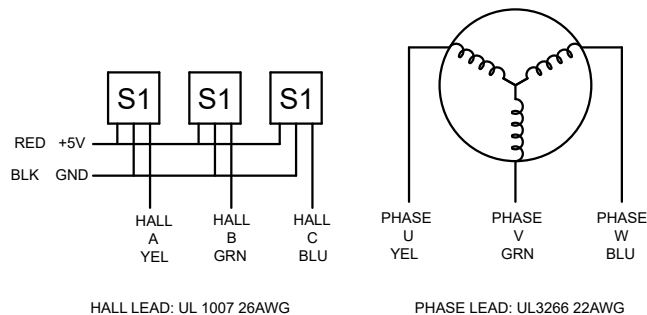 S1 S1 S1
RED +5V
BLK GND
HALL
A
YEL
HALL
B
GRN
HALL
C
BLU
PHASE
U
YEL
PHASE
V
GRN
PHASE
W
BLU
HALL LEAD: UL 1007 26AWG
PHASE LEAD: UL3266 22AWG